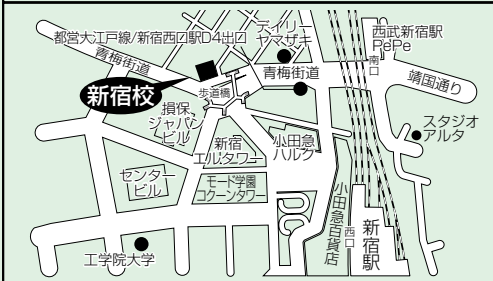 都営大江戸線/新宿西口駅D4出口
デイリー
ヤマザキ
西武新宿駅
PePe
南口
青梅街道
青梅街道
靖国通り
新宿校
歩道橋
損保
ジャパン
ビル
新宿
エルタワー
小田急
ハルク
スタジオ
アルタ
センター
ビル
モード学園
コクーンタワー
小田急百貨店
西口
新宿駅
工学院大学